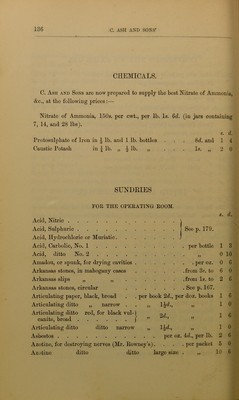 136 C. ASH AND SONS'
CHEMICALS.
C. Ash and Sons are now prepared to supply the best Nitrate of Ammonia,
&c., at the following prices:—
Nitrate of Ammonia, 150s. per cwt., per lb. 1s. 6d. (in jars containing
7, 14, and 28 lbs).
s. d.
Protosulphate of Iron in ½ lb. and 1 lb. bottles . . . 8d. and 1 4
Caustic Potash in ¼ lb. „ ½ lb. „ . . . 1s. „ 2 0
SUNDRIES
FOR THE OPERATING ROOM.
s. d.
Acid, Nitric
Acid, Sulphuric
Acid, Hydrochloric or Muriatic
See p. 179.
Acid, Carbolic, No. 1 . . . per bottle 1 3
Acid, ditto No. 2 . . . „ 0 10
Amadou, or spunk, for drying cavities . . . per oz. 0 6
Arkansas stones, in mahogany cases . . . from 3s. to 6 0
Arkansas slips „ „ . . . from 1s. to 2 6
Arkansas stones, circular . . . See p. 167.
Articulating paper, black, broad . . per book 2d., per doz. books 1 6
Articulating ditto „ narrow . . „ 1½d., „ 1 0
Articulating ditto red, for black vulcanite, broad . . . „ 2d., „ 1 6
Articulating ditto ditto narrow „ 1½d., „ 1 0
Asbestos . . . per oz. 4d., per lb. 2 6
Azotine, for destroying nerves (Mr. Rowney's) . . per packet 5 0
Azotine ditto ditto large size . „ 10 6